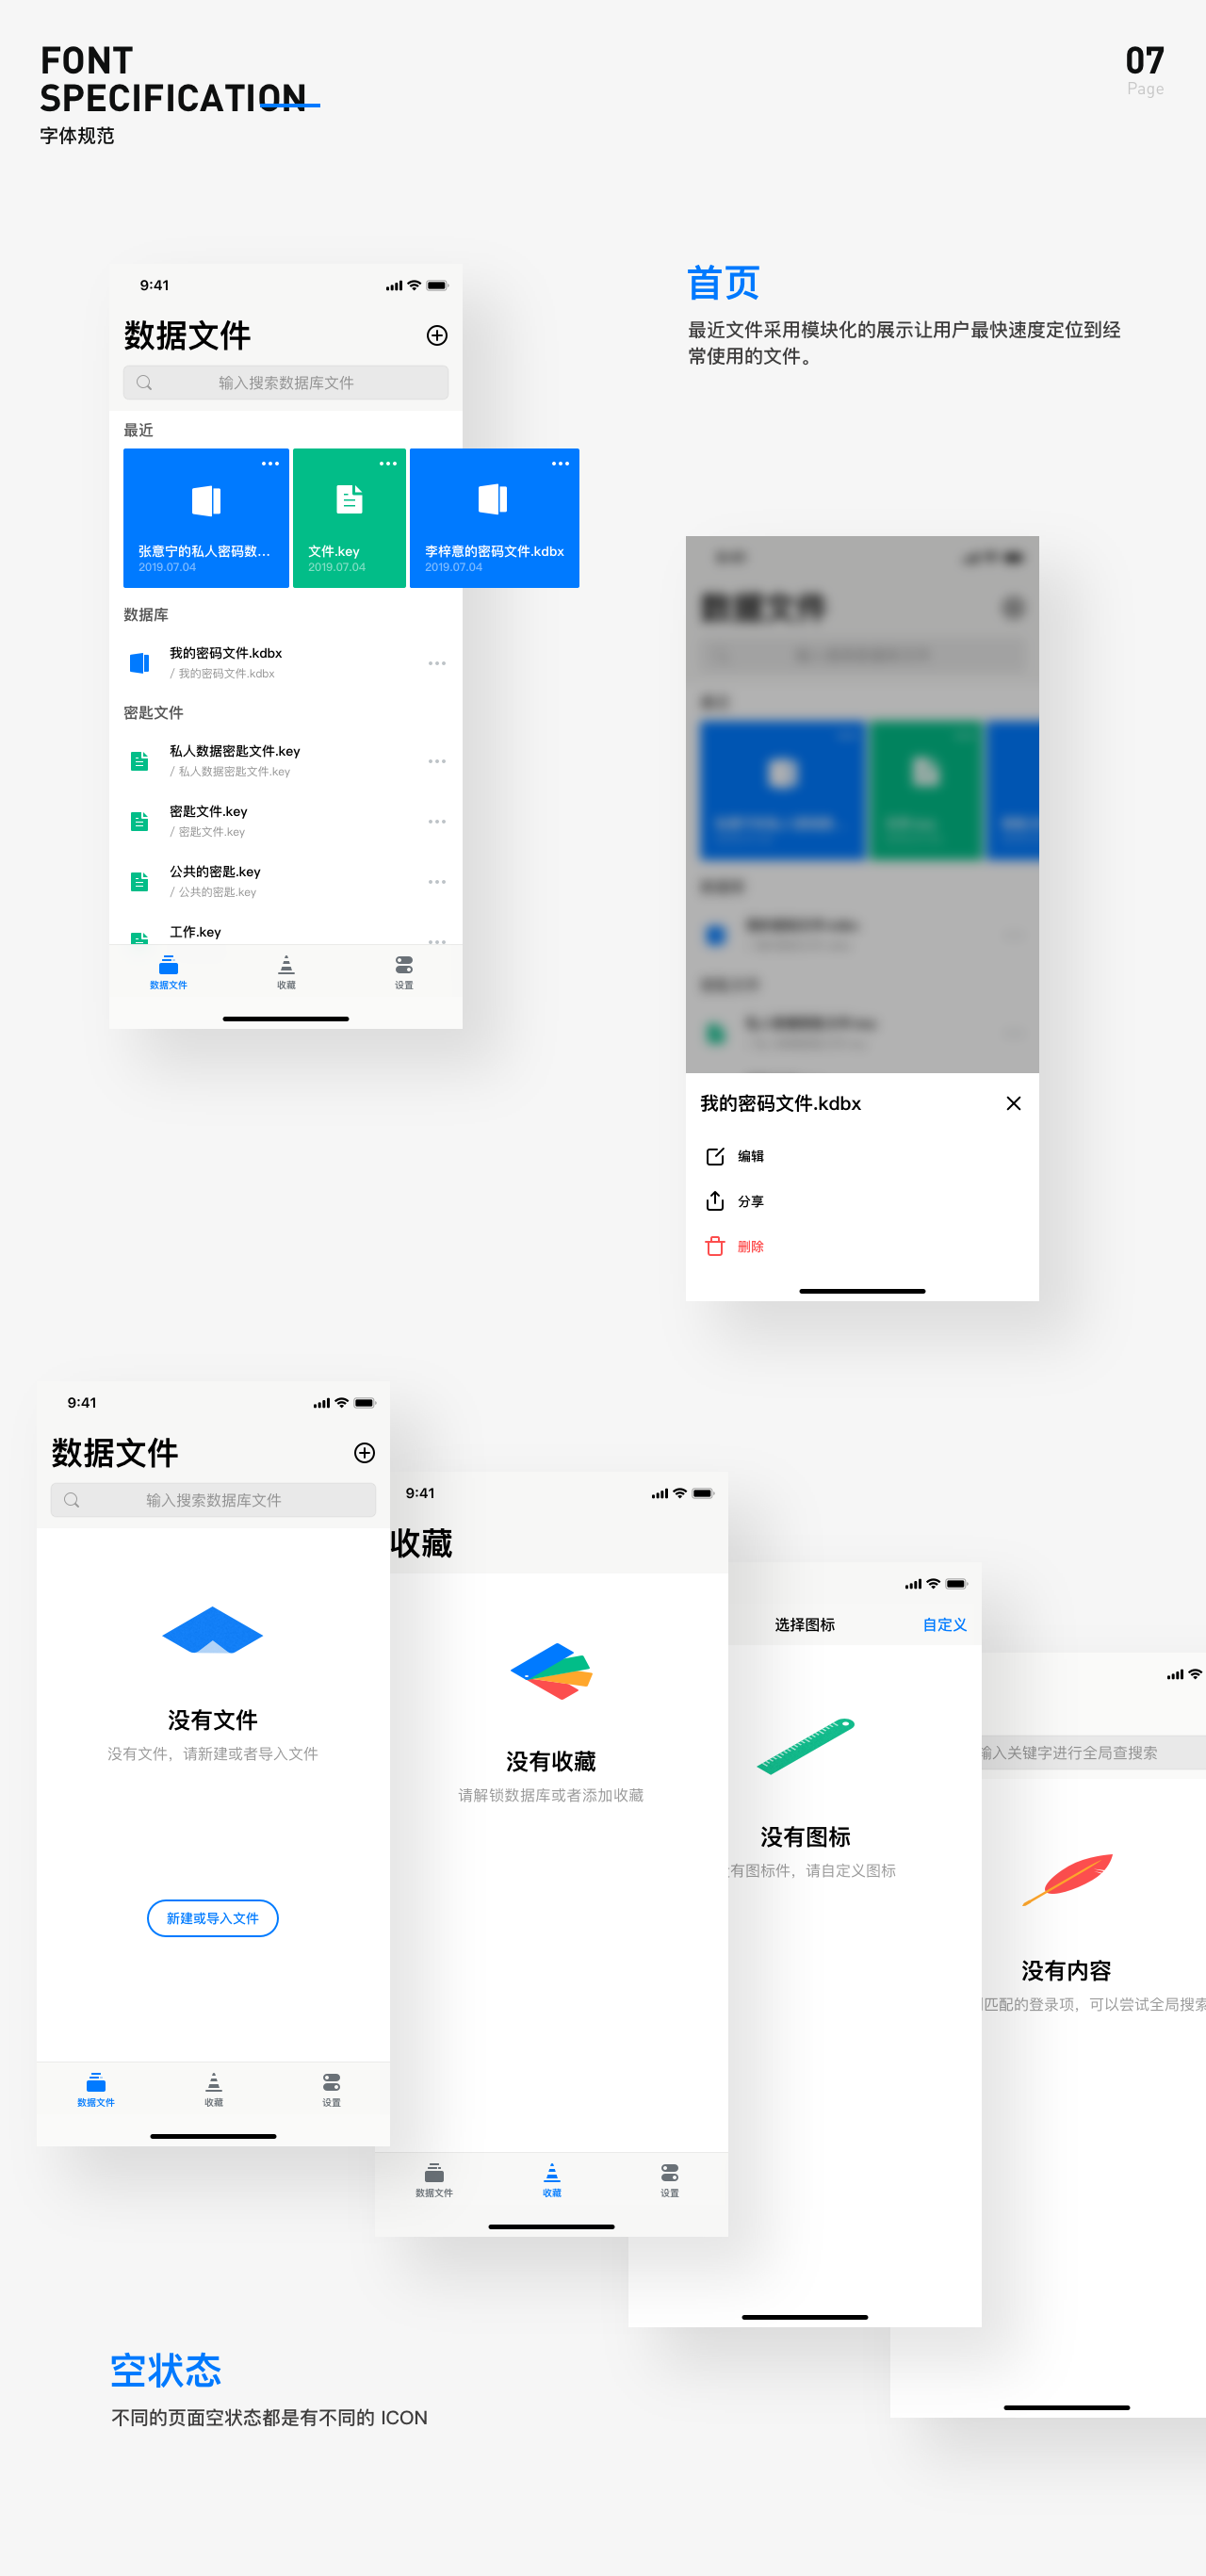 FONT
SPECIFICATION
字体规范
07
Page
9:41
数据文件
输入搜索数据库文件
最近
张意宁的私人密码数...
2019.07.04
文件.key
2019.07.04
李梓意的密码文件.kdbx
2019.07.04
数据库
我的密码文件.kdbx
/ 我的密码文件.kdbx
密匙文件
私人数据密匙文件.key
/ 私人数据密匙文件.key
密匙文件.key
/ 密匙文件.key
公共的密匙.key
/ 公共的密匙.key
工作.key
数据文件
收藏
设置
首页
最近文件采用模块化的展示让用户最快速度定位到经
常使用的文件。
我的密码文件.kdbx
编辑
分享
删除
9:41
数据文件
输入搜索数据库文件
没有文件
没有文件，请新建或者导入文件
新建或导入文件
数据文件
收藏
设置
9:41
收藏
没有收藏
请解锁数据库或者添加收藏
数据文件
收藏
设置
选择图标
自定义
没有图标
有图标件，请自定义图标
输入关键字进行全局查搜索
没有内容
匹配的登录项，可以尝试全局搜索
空状态
不同的页面空状态都是有不同的 ICON